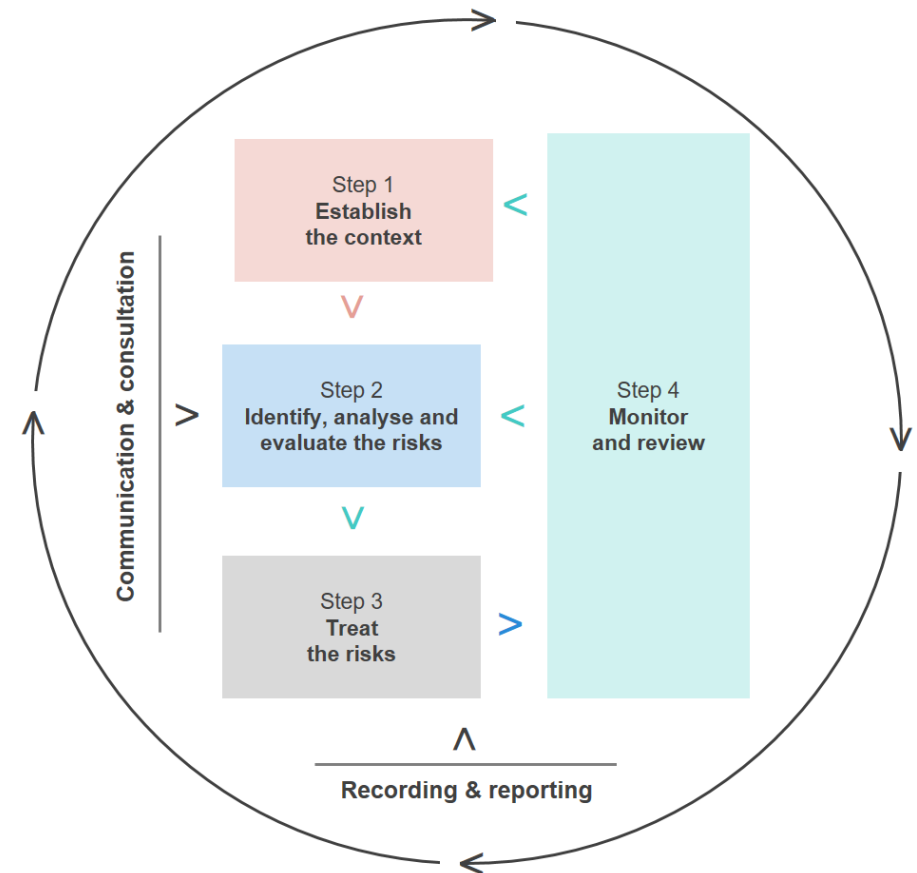 Step 1
Establish
the context
Communication & consultation
Step 2
Identify, analyse and
evaluate the risks
Step 4
Monitor
and review
Step 3
Treat
the risks
Recording & reporting